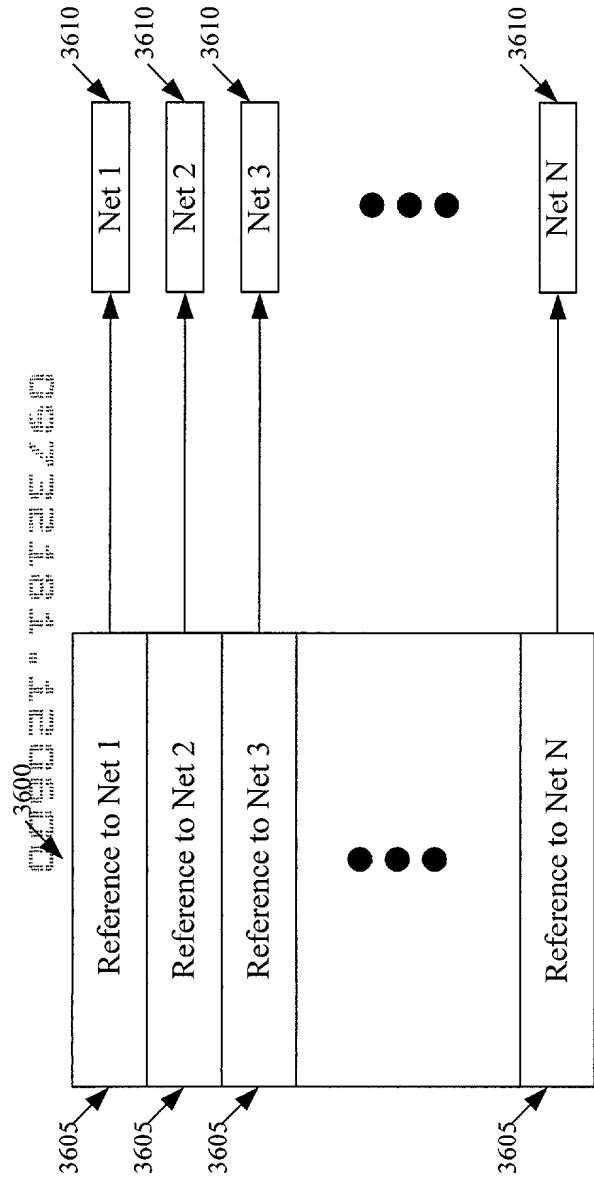 3600
3605 Reference to Net 1 Net 1 3610
3605 Reference to Net 2 Net 2 3610
3605 Reference to Net 3 Net 3 3610
3605 Reference to Net N Net N 3610